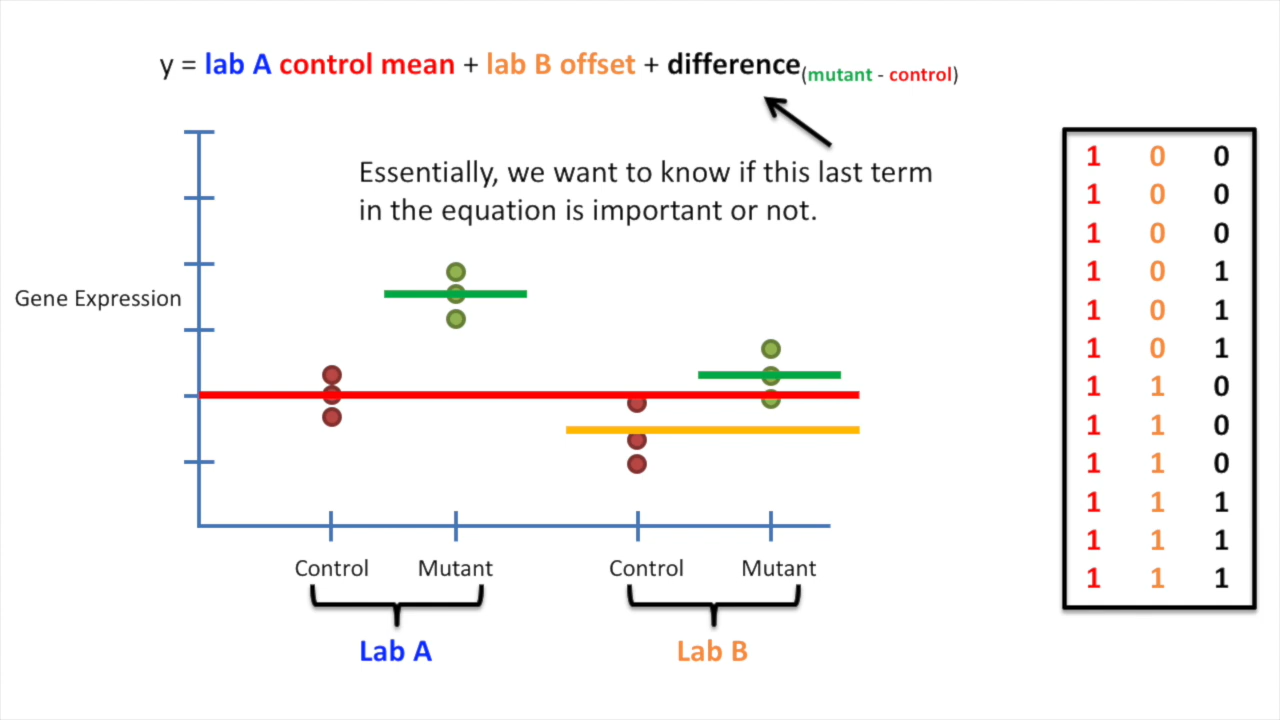 y = lab A control mean + lab B offset + difference(mutant - control)
Essentially, we want to know if this last term
in the equation is important or not.
Gene Expression
Control Mutant Control Mutant
Lab A Lab B
1 0 0
1 0 0
1 0 0
1 0 1
1 0 1
1 0 1
1 1 0
1 1 0
1 1 0
1 1 1
1 1 1
1 1 1